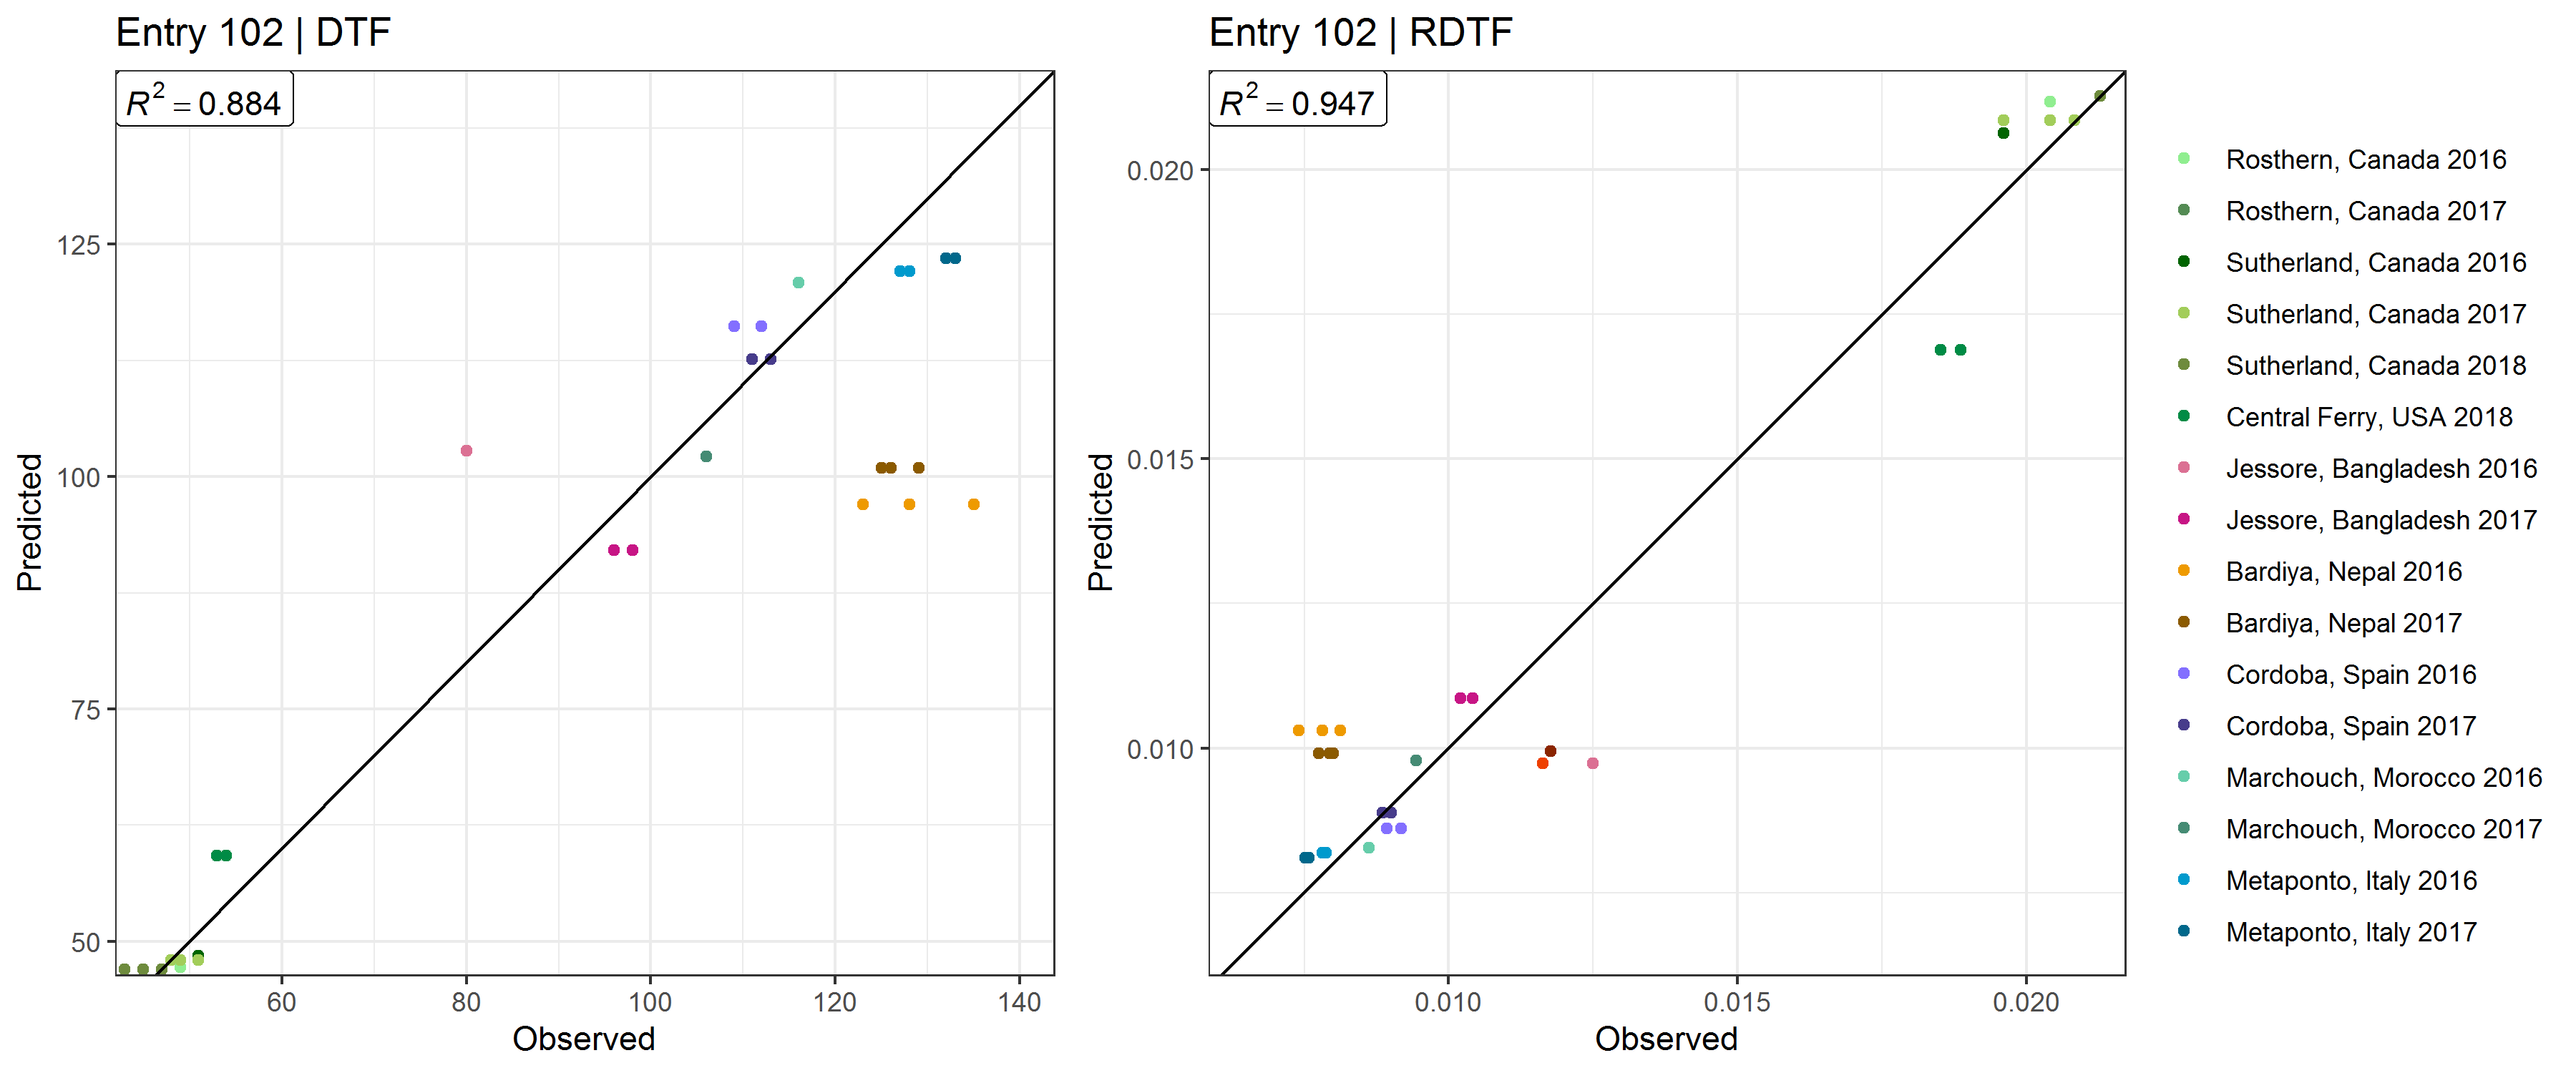 Entry 102 | DTF
R² = 0.884
125
100
75
50
Predicted
60 80 100 120 140
Observed
Entry 102 | RDTF
R² = 0.947
0.020
0.015
0.010
Predicted
0.010 0.015 0.020
Observed
Rosthern, Canada 2016
Rosthern, Canada 2017
Sutherland, Canada 2016
Sutherland, Canada 2017
Sutherland, Canada 2018
Central Ferry, USA 2018
Jessore, Bangladesh 2016
Jessore, Bangladesh 2017
Bardiya, Nepal 2016
Bardiya, Nepal 2017
Cordoba, Spain 2016
Cordoba, Spain 2017
Marchouch, Morocco 2016
Marchouch, Morocco 2017
Metaponto, Italy 2016
Metaponto, Italy 2017